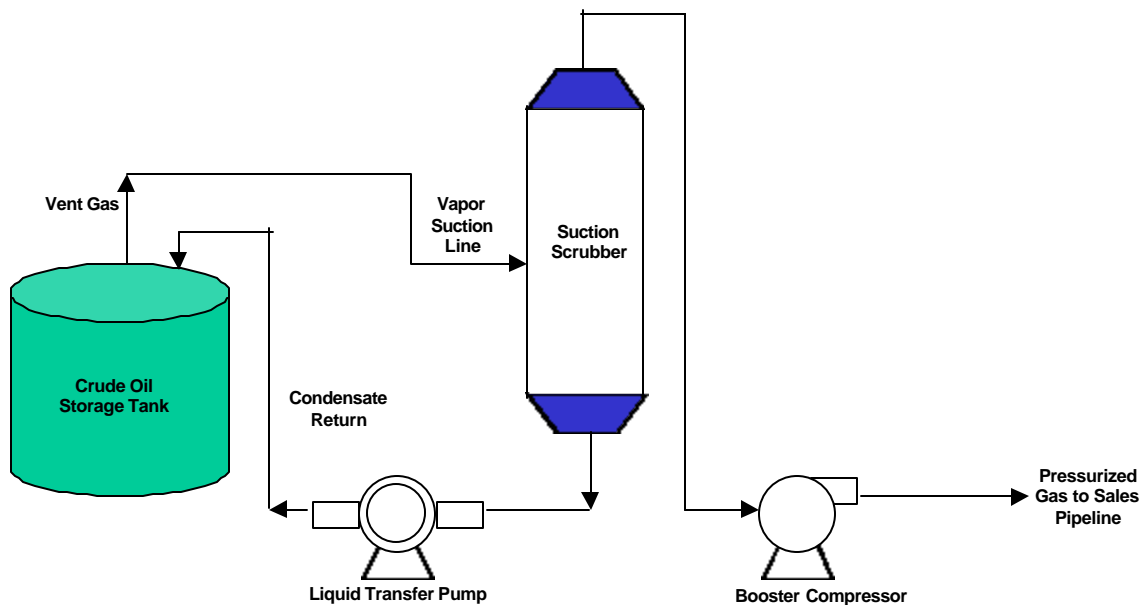 Vent Gas
Vapor
Suction
Line
Suction
Scrubber
Crude Oil
Storage Tank
Condensate
Return
Liquid Transfer Pump
Booster Compressor
Pressurized
Gas to Sales
Pipeline